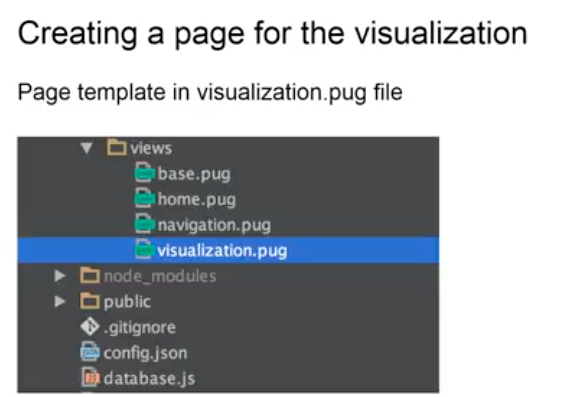 Creating a page for the visualization
Page template in visualization.pug file
views
base.pug
home.pug
navigation.pug
visualization.pug
node_modules
public
.gitignore
config.json
database.js